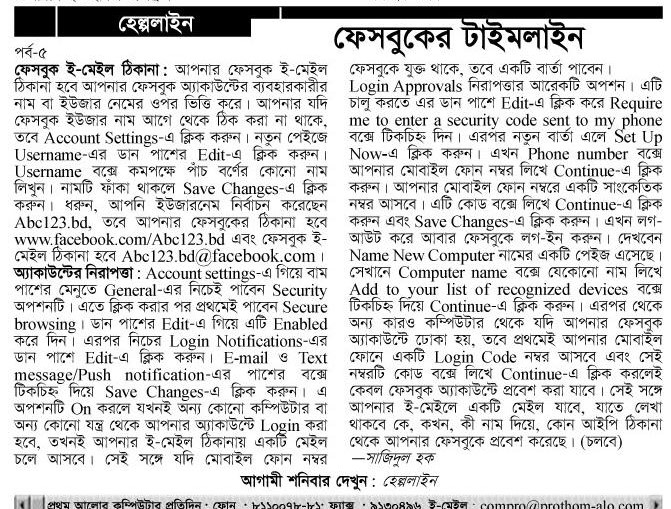 হেল্পলাইন
ফেসবুকের টাইমলাইন
পর্ব-৫
ফেসবুক ই-মেইল ঠিকানা : আপনার ফেসবুক ই-মেইল
ঠিকানা হবে আপনার ফেসবুক অ্যাকাউন্টের ব্যবহারকারীর
নাম বা ইউজার নেমের ওপর ভিত্তি করে। আপনার যদি
ফেসবুক ইউজার নাম আগে থেকে ঠিক করা না থাকে,
তবে Account Settings-এ ক্লিক করুন। নতুন পেইজে
Username-এর ডান পাশের Edit-এ ক্লিক করুন।
Username বক্সে কমপক্ষে পাঁচ বর্ণের কোনো নাম
লিখুন। নামটি ফাঁকা থাকলে Save Changes-এ ক্লিক
করুন। ধরুন, আপনি ইউজারনেম নির্বাচন করেছেন
Abc123.bd, তবে আপনার ফেসবুকের ঠিকানা হবে
www.facebook.com/Abc123.bd এবং ফেসবুক ই-
মেইল ঠিকানা হবে Abc123.bd@facebook.com।
অ্যাকাউন্টের নিরাপত্তা : Account settings-এ গিয়ে বাম
পাশের মেনুতে General-এর নিচেই পাবেন Security
অপশনটি। এতে ক্লিক করার পর প্রথমেই পাবেন Secure
browsing। ডান পাশের Edit-এ গিয়ে এটি Enabled
করে দিন। এরপর নিচের Login Notifications-এর
ডান পাশে Edit-এ ক্লিক করুন। E-mail ও Text
message/Push notification-এর পাশের বক্সে
টিকচিহ্ন দিয়ে Save Changes-এ ক্লিক করুন। এ
অপশনটি On করলে যখনই অন্য কোনো কম্পিউটার বা
অন্য কোনো যন্ত্র থেকে আপনার অ্যাকাউন্টে Login করা
হবে, তখনই আপনার ই-মেইল ঠিকানায় একটি মেইল
চলে আসবে। সেই সঙ্গে যদি মোবাইল ফোন নম্বর
ফেসবুকে যুক্ত থাকে, তবে একটি বার্তা পাবেন।
Login Approvals নিরাপত্তার আরেকটি অপশন। এটি
চালু করতে এর ডান পাশে Edit-এ ক্লিক করে Require
me to enter a security code sent to my phone
বক্সে টিকচিহ্ন দিন। এরপর নতুন বার্তা এলে Set Up
Now-এ ক্লিক করুন। এখন Phone number বক্সে
আপনার মোবাইল ফোন নম্বর লিখে Continue-এ ক্লিক
করুন। আপনার মোবাইল ফোন নম্বরে একটি সাংকেতিক
নম্বর আসবে। এটি কোড বক্সে লিখে Continue-এ ক্লিক
করুন এবং Save Changes-এ ক্লিক করুন। এখন লগ-
আউট করে আবার ফেসবুকে লগ-ইন করুন। দেখবেন
Name New Computer নামের একটি পেইজ এসেছে।
সেখানে Computer name বক্সে যেকোনো নাম লিখে
Add to your list of recognized devices বক্সে
টিকচিহ্ন দিয়ে Continue-এ ক্লিক করুন। এরপর থেকে
অন্য কারও কম্পিউটার থেকে যদি আপনার ফেসবুক
অ্যাকাউন্টে ঢোকা হয়, তবে প্রথমেই আপনার মোবাইল
ফোনে একটি Login Code নম্বর আসবে এবং সেই
নম্বরটি কোড বক্সে লিখে Continue-এ ক্লিক করলেই
কেবল ফেসবুক অ্যাকাউন্টে প্রবেশ করা যাবে। সেই সঙ্গে
আপনার ই-মেইলে একটি মেইল যাবে, যাতে লেখা
থাকবে কে, কখন, কী নাম দিয়ে, কোন আইপি ঠিকানা
থেকে আপনার ফেসবুকে প্রবেশ করেছে। (চলবে)
—সাজিদুল হক
আগামী শনিবার দেখুন : হেল্পলাইন
প্রথম আলোর কম্পিউটার প্রতিদিন : ফোন : ৮১১০০৭৮-৮১; ফ্যাক্স : ৯১৩০৪৯৬ ই-মেইল : compro@prothom-alo.com